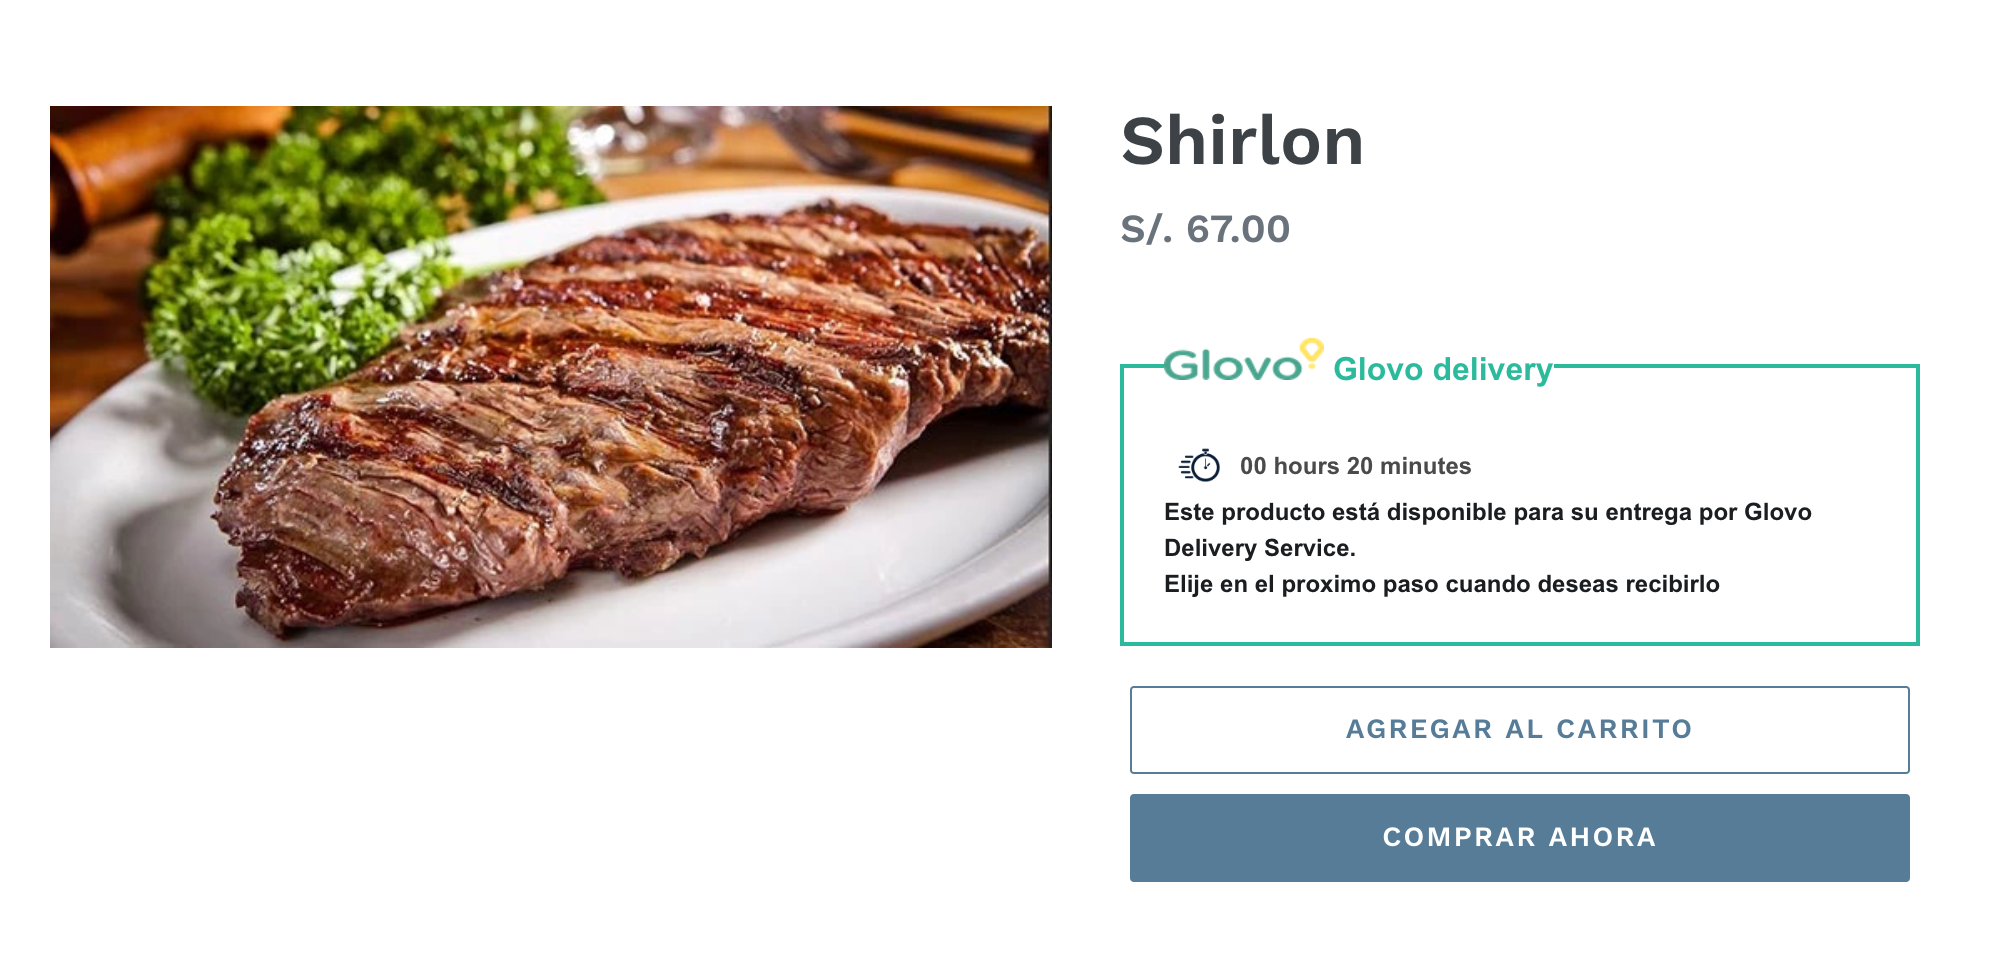 Shirlon
S/. 67.00
Glovo Glovo delivery
00 hours 20 minutes
Este producto está disponible para su entrega por Glovo
Delivery Service.
Elije en el proximo paso cuando deseas recibirlo
AGREGAR AL CARRITO
COMPRAR AHORA